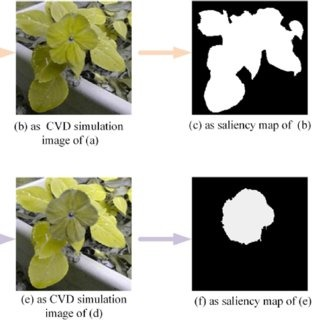 (b) as CVD simulation
image of (a)
(c) as saliency map of (b)
(e) as CVD simulation
image of (d)
(f) as saliency map of (e)